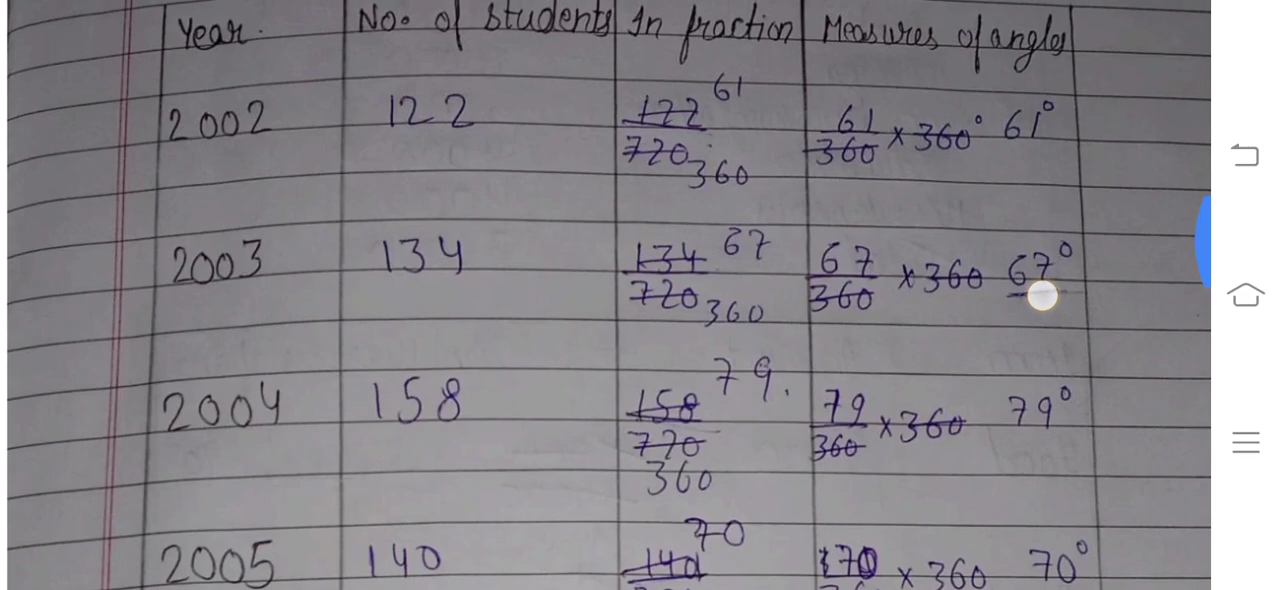 Year. No. of students In fraction Measures of angles
2002 122 122/720 61/360 61/360 × 360° 61°
2003 134 134/720 67/360 67/360 × 360 67°
2004 158 158/720 79./360 79/360 × 360 79°
2005 140 140 70 70 × 360 70°